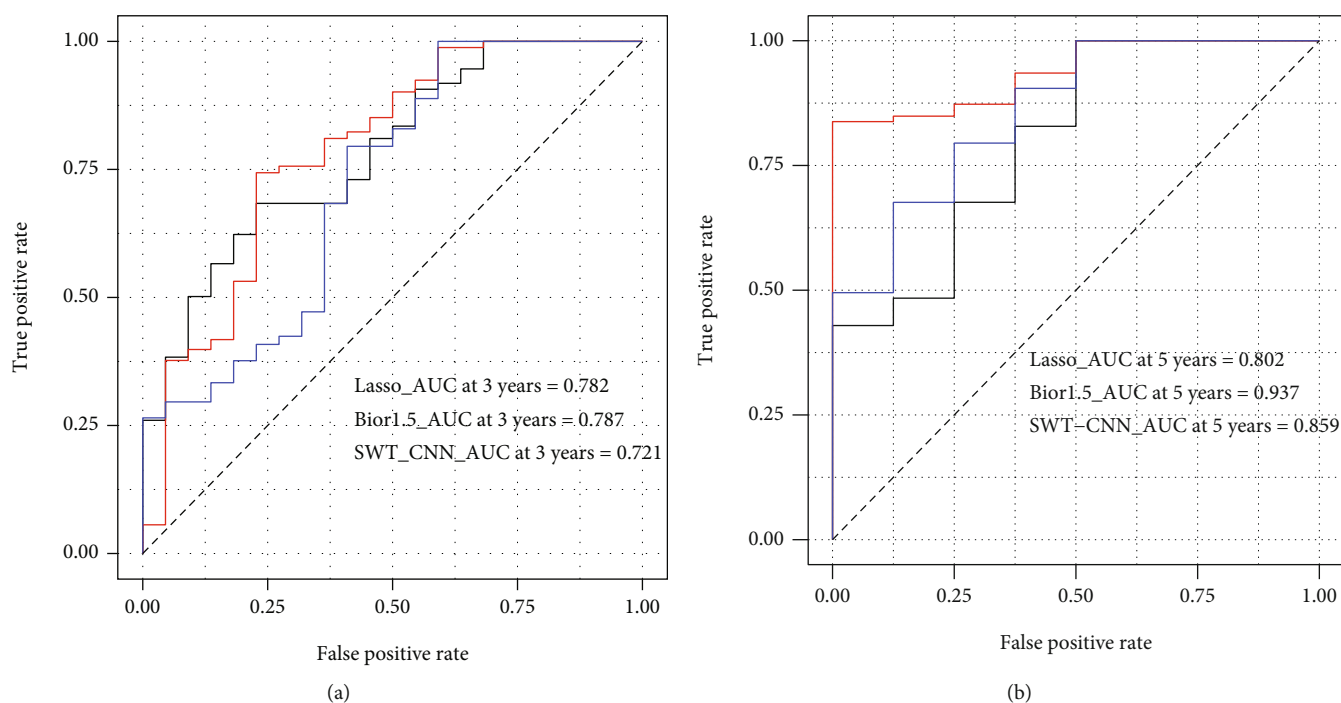 1.00
0.75
0.50
0.25
0.00
True positive rate
Lasso_AUC at 3 years = 0.782
Bior1.5_AUC at 3 years = 0.787
SWT_CNN_AUC at 3 years = 0.721
0.00 0.25 0.50 0.75 1.00
False positive rate
(a)
1.00
0.75
0.50
0.25
0.00
True positive rate
Lasso_AUC at 5 years = 0.802
Bior1.5_AUC at 5 years = 0.937
SWT−CNN_AUC at 5 years = 0.859
0.00 0.25 0.50 0.75 1.00
False positive rate
(b)